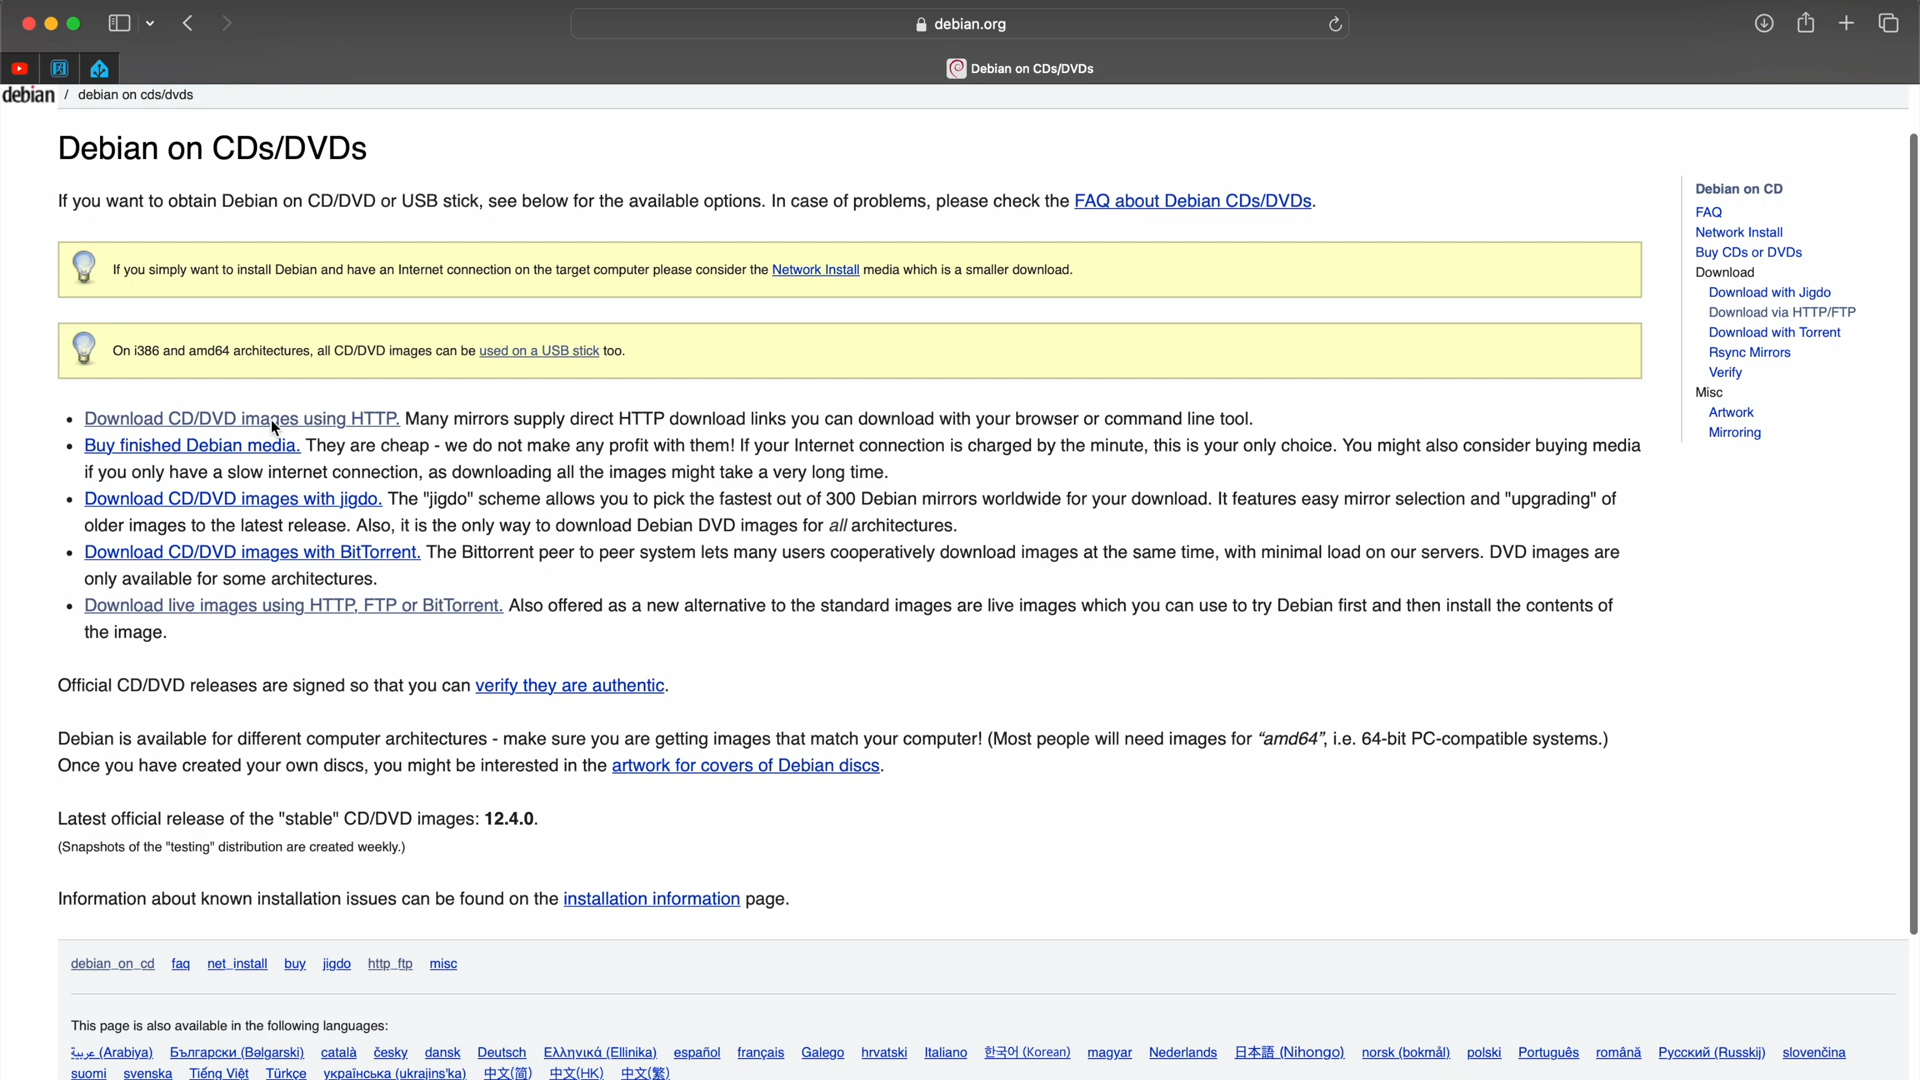 debian.org
Debian on CDs/DVDs
debian / debian on cds/dvds
Debian on CDs/DVDs
If you want to obtain Debian on CD/DVD or USB stick, see below for the available options. In case of problems, please check the FAQ about Debian CDs/DVDs.
If you simply want to install Debian and have an Internet connection on the target computer please consider the Network Install media which is a smaller download.
On i386 and amd64 architectures, all CD/DVD images can be used on a USB stick too.
Download CD/DVD images using HTTP. Many mirrors supply direct HTTP download links you can download with your browser or command line tool.
Buy finished Debian media. They are cheap - we do not make any profit with them! If your Internet connection is charged by the minute, this is your only choice. You might also consider buying media
if you only have a slow internet connection, as downloading all the images might take a very long time.
Download CD/DVD images with jigdo. The "jigdo" scheme allows you to pick the fastest out of 300 Debian mirrors worldwide for your download. It features easy mirror selection and "upgrading" of
older images to the latest release. Also, it is the only way to download Debian DVD images for all architectures.
Download CD/DVD images with BitTorrent. The Bittorrent peer to peer system lets many users cooperatively download images at the same time, with minimal load on our servers. DVD images are
only available for some architectures.
Download live images using HTTP, FTP or BitTorrent. Also offered as a new alternative to the standard images are live images which you can use to try Debian first and then install the contents of
the image.
Official CD/DVD releases are signed so that you can verify they are authentic.
Debian is available for different computer architectures - make sure you are getting images that match your computer! (Most people will need images for “amd64”, i.e. 64-bit PC-compatible systems.)
Once you have created your own discs, you might be interested in the artwork for covers of Debian discs.
Latest official release of the "stable" CD/DVD images: 12.4.0.
(Snapshots of the "testing" distribution are created weekly.)
Information about known installation issues can be found on the installation information page.
Debian on CD
FAQ
Network Install
Buy CDs or DVDs
Download
Download with Jigdo
Download via HTTP/FTP
Download with Torrent
Rsync Mirrors
Verify
Misc
Artwork
Mirroring
debian_on_cd faq net_install buy jigdo http_ftp misc
This page is also available in the following languages:
عربية (Arabiya) Български (Bəlgarski) català česky dansk Deutsch Ελληνικά (Ellinika) español français Galego hrvatski Italiano 한국어 (Korean) magyar Nederlands 日本語 (Nihongo) norsk (bokmål) polski Português română Русский (Russkij) slovenčina
suomi svenska Tiếng Việt Türkçe українська (ukrajins'ka) 中文(简) 中文(HK) 中文(繁)